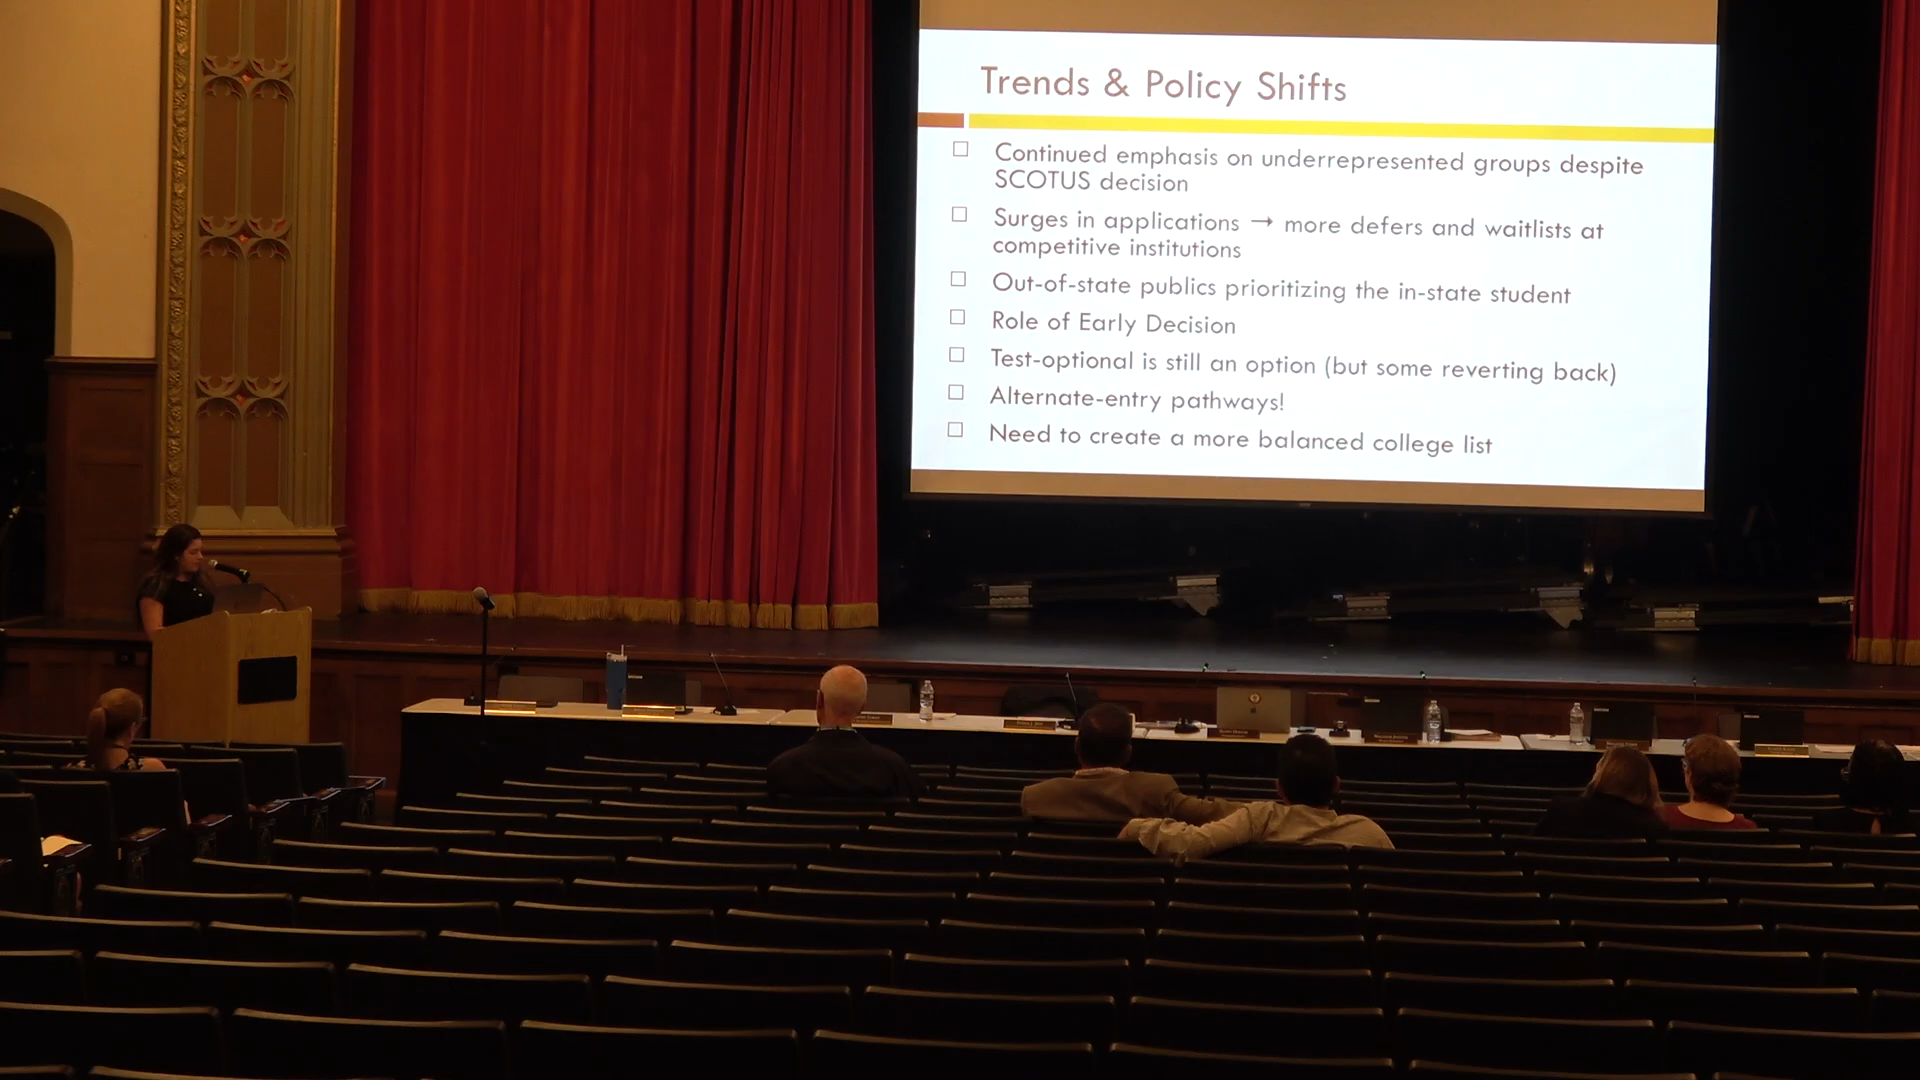 Trends & Policy Shifts
Continued emphasis on underrepresented groups despite
SCOTUS decision
Surges in applications → more defers and waitlists at
competitive institutions
Out-of-state publics prioritizing the in-state student
Role of Early Decision
Test-optional is still an option (but some reverting back)
Alternate-entry pathways!
Need to create a more balanced college list